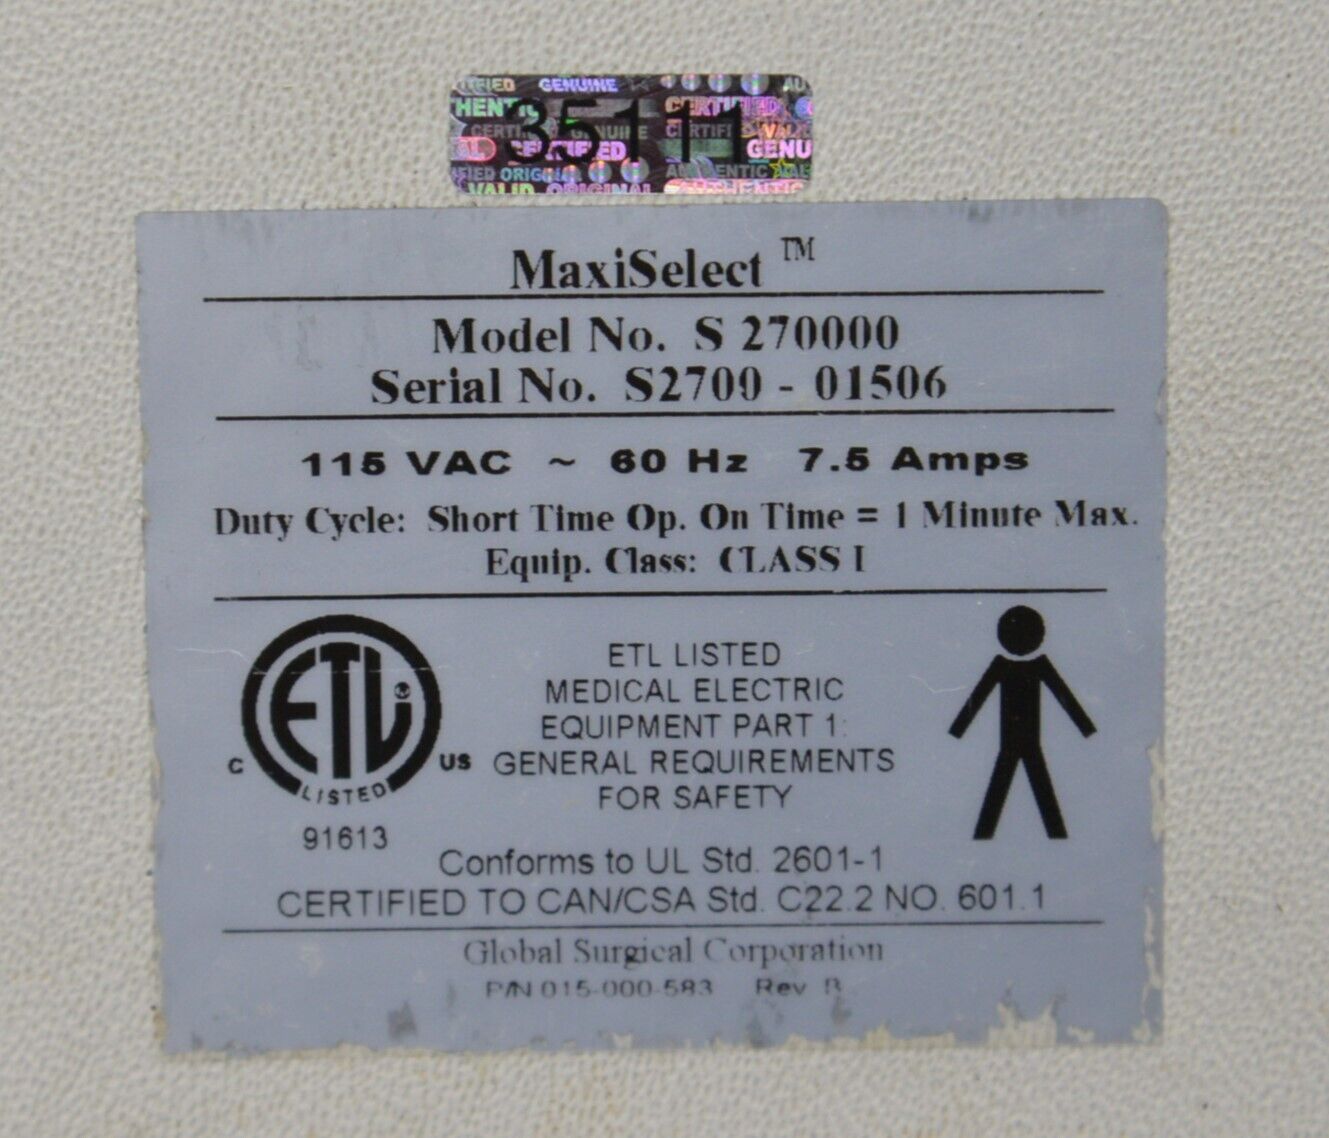 35111
MaxiSelect ™
Model No. S 270000
Serial No. S2700 - 01506
115 VAC ~ 60 Hz 7.5 Amps
Duty Cycle: Short Time Op. On Time = 1 Minute Max.
Equip. Class: CLASS I
ETL
LISTED
C US
91613
ETL LISTED
MEDICAL ELECTRIC
EQUIPMENT PART 1:
GENERAL REQUIREMENTS
FOR SAFETY
Conforms to UL Std. 2601-1
CERTIFIED TO CAN/CSA Std. C22.2 NO. 601.1
Global Surgical Corporation
P/N 015-000-583 Rev B